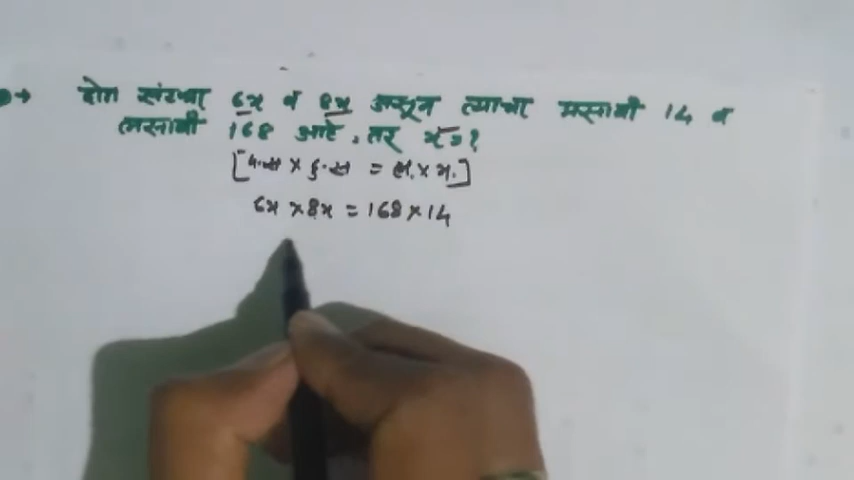 → दोन संख्या 6x व 8x असून त्यांचा मसावी 14 व
लसावी 168 आहे. तर x=?
[प.सं × दु.सं = ल. × म.]
6x × 8x = 168 × 14